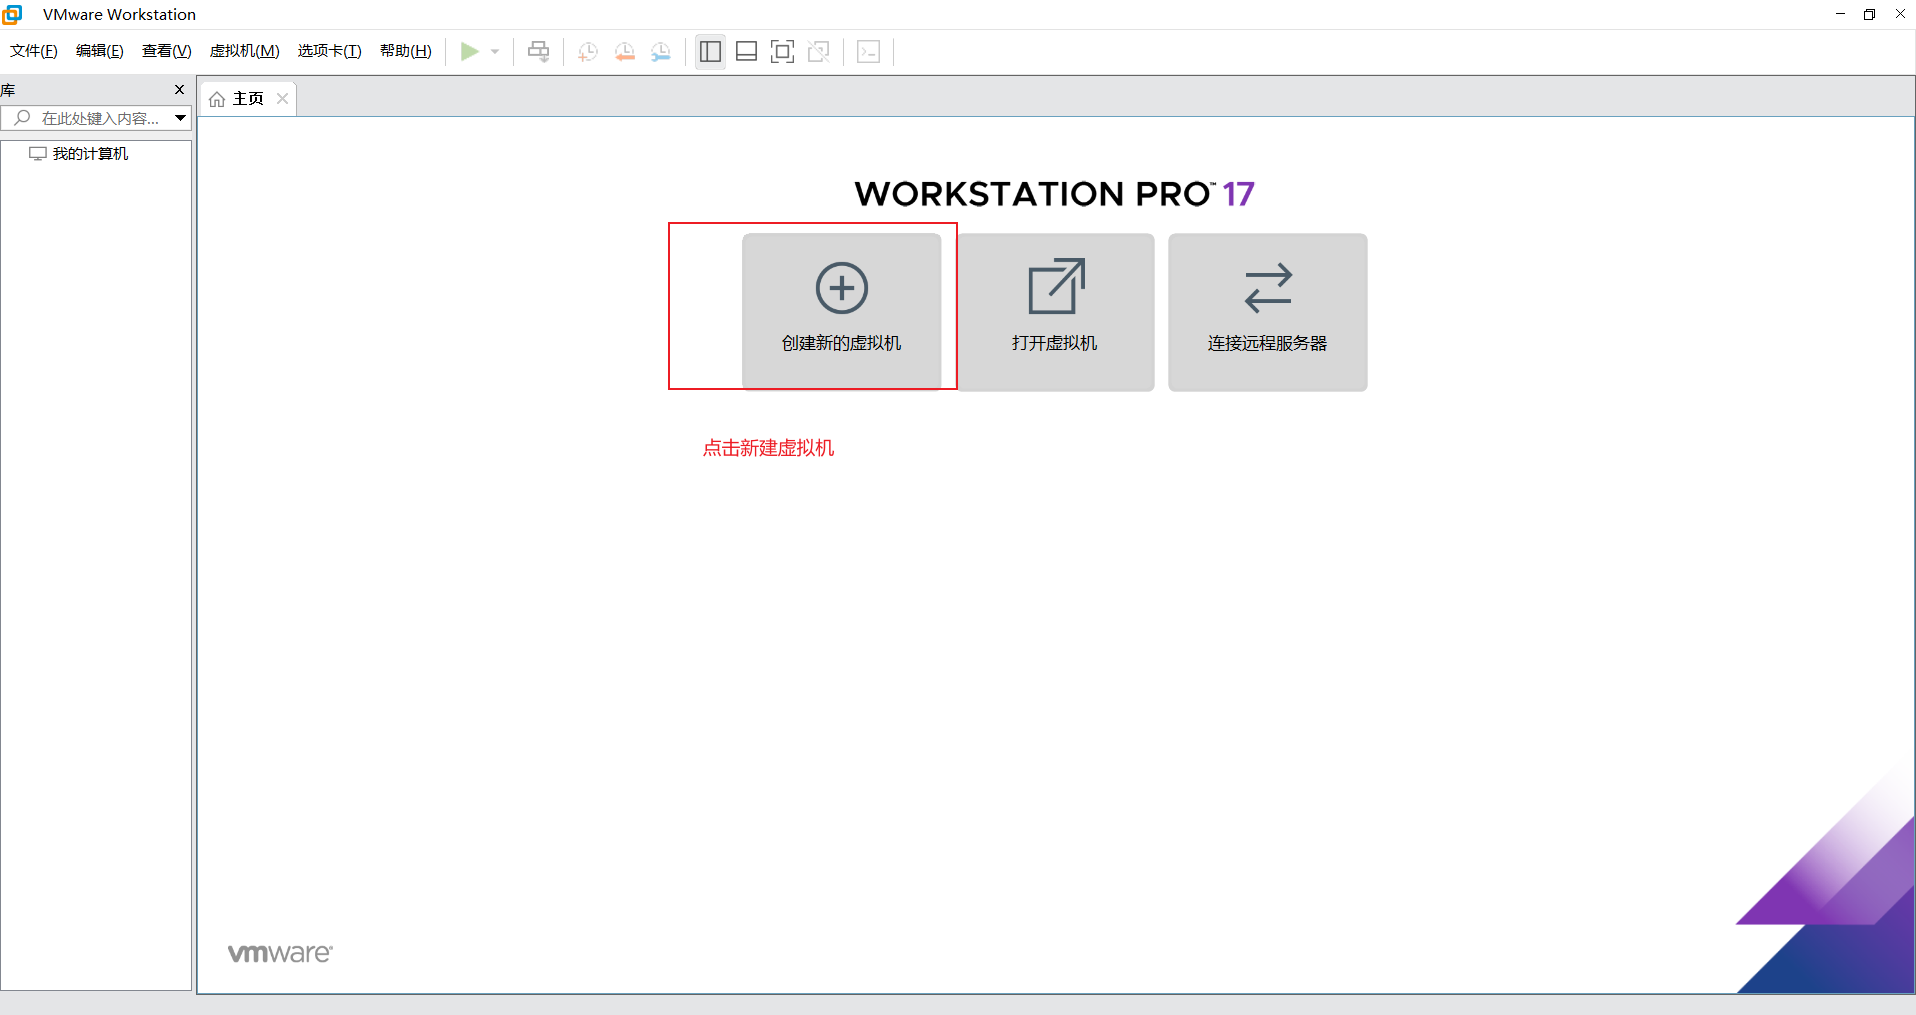 VMware Workstation
文件(F) 编辑(E) 查看(V) 虚拟机(M) 选项卡(T) 帮助(H)
库
主页
在此处键入内容...
我的计算机
WORKSTATION PRO™ 17
创建新的虚拟机 打开虚拟机 连接远程服务器
点击新建虚拟机
vmware®